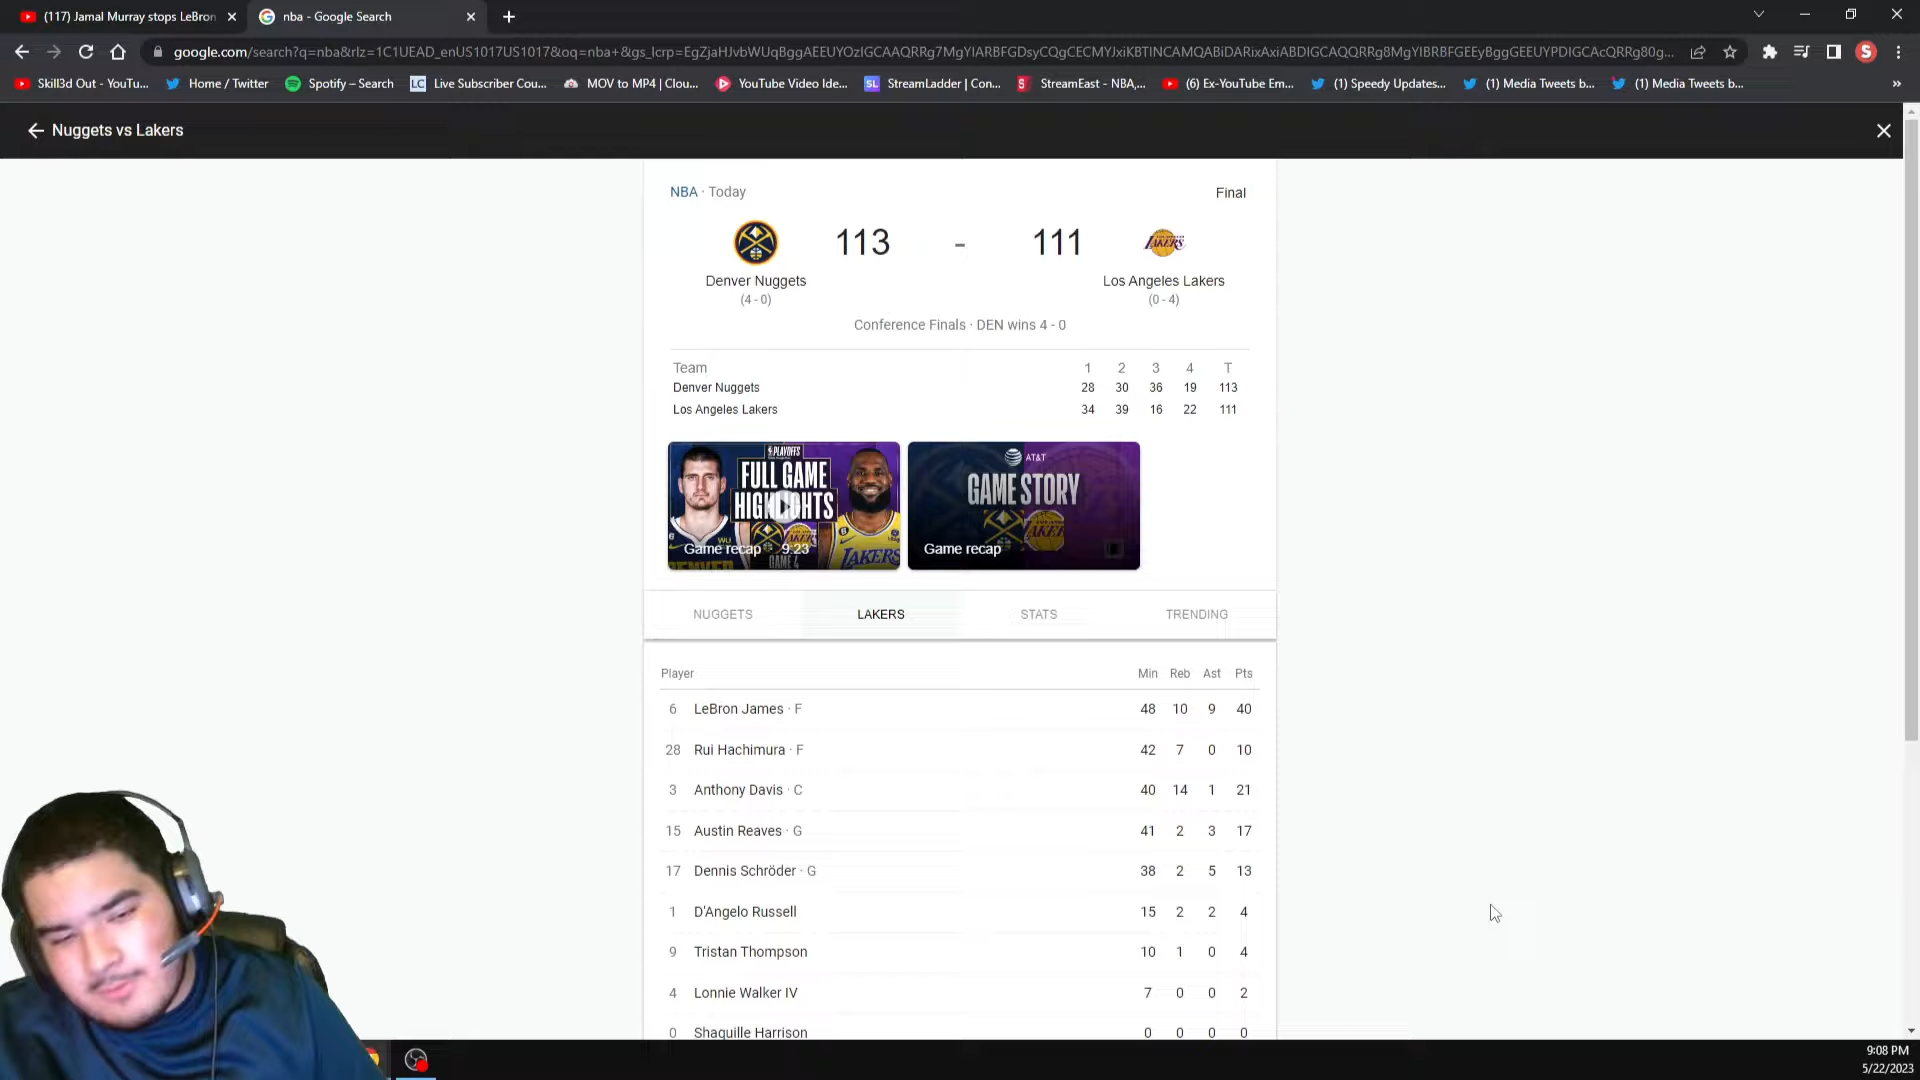 (117) Jamal Murray stops LeBron
nba - Google Search
google.com/search?q=nba&rlz=1C1UEAD_enUS1017US1017&oq=nba+&gs_lcrp=
Skill3d Out - YouTu...
Home / Twitter
Spotify – Search
LC Live Subscriber Cou...
MOV to MP4 | Clou...
YouTube Video Ide...
SL StreamLadder | Con...
S StreamEast - NBA,...
(6) Ex-YouTube Em...
(1) Speedy Updates...
(1) Media Tweets b...
(1) Media Tweets b...
S
»
Nuggets vs Lakers
NBA · Today Final
113 - 111
LAKERS
Denver Nuggets Los Angeles Lakers
(4 - 0) (0 - 4)
Conference Finals · DEN wins 4 - 0
Team 1 2 3 4 T
Denver Nuggets 28 30 36 19 113
Los Angeles Lakers 34 39 16 22 111
PLAYOFFS
FULL GAME
HIGHLIGHTS
Game recap 9:23
GAME 4
LAKERS
AT&T
GAME STORY
Game recap
NUGGETS LAKERS STATS TRENDING
Player Min Reb Ast Pts
6 LeBron James · F 48 10 9 40
28 Rui Hachimura · F 42 7 0 10
3 Anthony Davis · C 40 14 1 21
15 Austin Reaves · G 41 2 3 17
17 Dennis Schröder · G 38 2 5 13
1 D'Angelo Russell 15 2 2 4
9 Tristan Thompson 10 1 0 4
4 Lonnie Walker IV 7 0 0 2
0 Shaquille Harrison 0 0 0 0
9:08 PM
5/22/2023